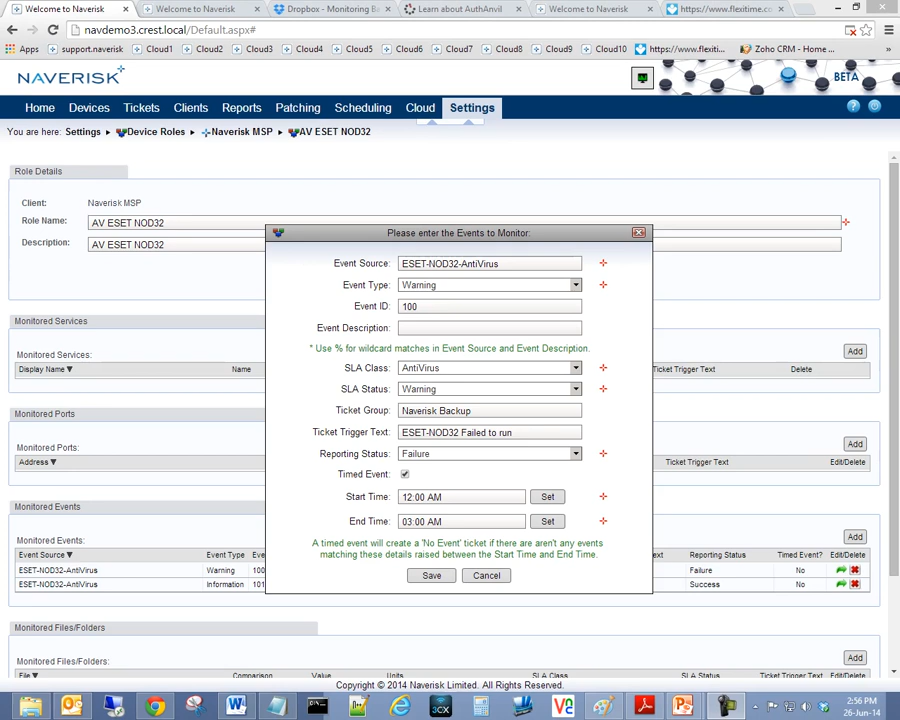 Welcome to Naverisk
Welcome to Naverisk
Dropbox - Monitoring B
Learn about AuthAnvil
Welcome to Naverisk
https://www.flexitime.c
navdemo3.crest.local/Default.aspx#
Apps
support.naverisk
Cloud1
Cloud2
Cloud3
Cloud4
Cloud5
Cloud6
Cloud7
Cloud8
Cloud9
Cloud10
https://www.flexiti
Zoho CRM - Home ...
»
NAVERISK
BETA
Home Devices Tickets Clients Reports Patching Scheduling Cloud Settings
You are here: Settings Device Roles Naverisk MSP AV ESET NOD32
Role Details
Client: Naverisk MSP
Role Name: AV ESET NOD32
Description: AV ESET NOD32
Please enter the Events to Monitor:
Event Source: ESET-NOD32-AntiVirus
Event Type: Warning
Event ID: 100
Event Description:
* Use % for wildcard matches in Event Source and Event Description.
SLA Class: AntiVirus
SLA Status: Warning
Ticket Group: Naverisk Backup
Ticket Trigger Text: ESET-NOD32 Failed to run
Reporting Status: Failure
Timed Event:
Start Time: 12:00 AM Set
End Time: 03:00 AM Set
A timed event will create a 'No Event' ticket if there are aren't any events
matching these details raised between the Start Time and End Time.
Save Cancel
Monitored Services
Monitored Services: Add
Display Name Name Ticket Trigger Text Delete
Monitored Ports
Monitored Ports: Add
Address Ticket Trigger Text Edit/Delete
Monitored Events
Monitored Events: Add
Event Source Event Type Reporting Status Timed Event? Edit/Delete
ESET-NOD32-AntiVirus Warning 100 Failure No
ESET-NOD32-AntiVirus Information 101 Success No
Monitored Files/Folders
Monitored Files/Folders: Add
File Comparison Value Units SLA Class SLA Status Ticket Trigger Text Edit/Delete
Copyright © 2014 Naverisk Limited. All Rights Reserved.
2:56 PM
26-Jun-14